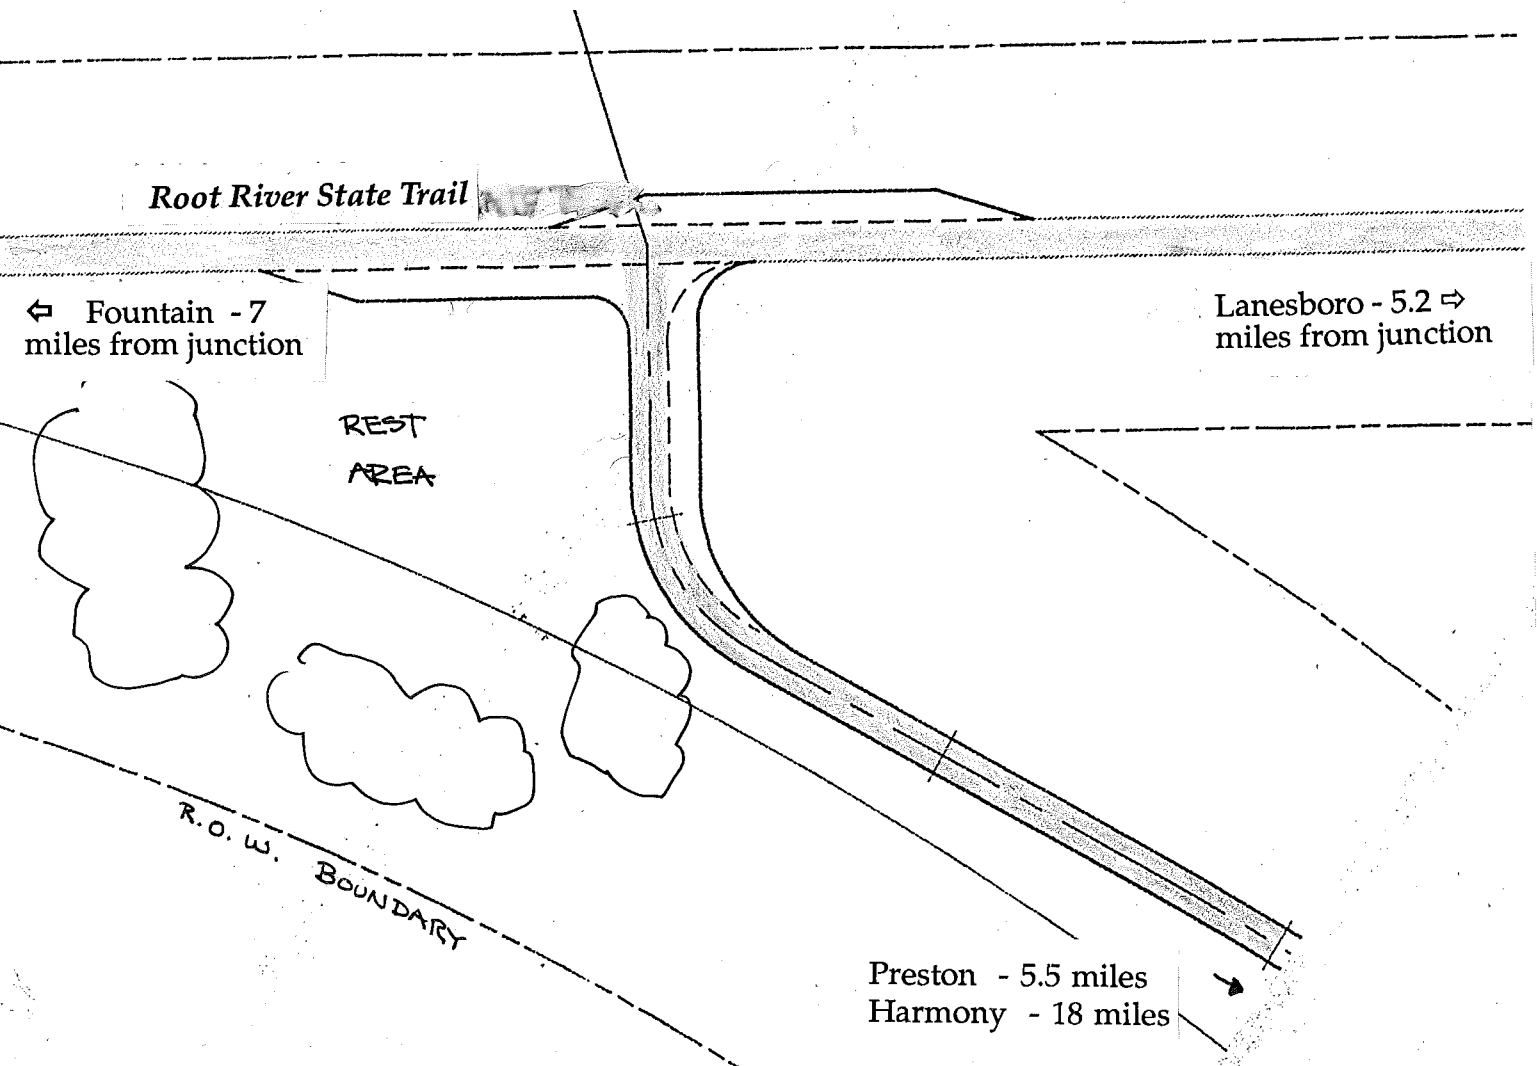 Root River State Trail
⇦ Fountain - 7
miles from junction
Lanesboro - 5.2 ⇨
miles from junction
REST
AREA
R.O.W. BOUNDARY
Preston - 5.5 miles
Harmony - 18 miles